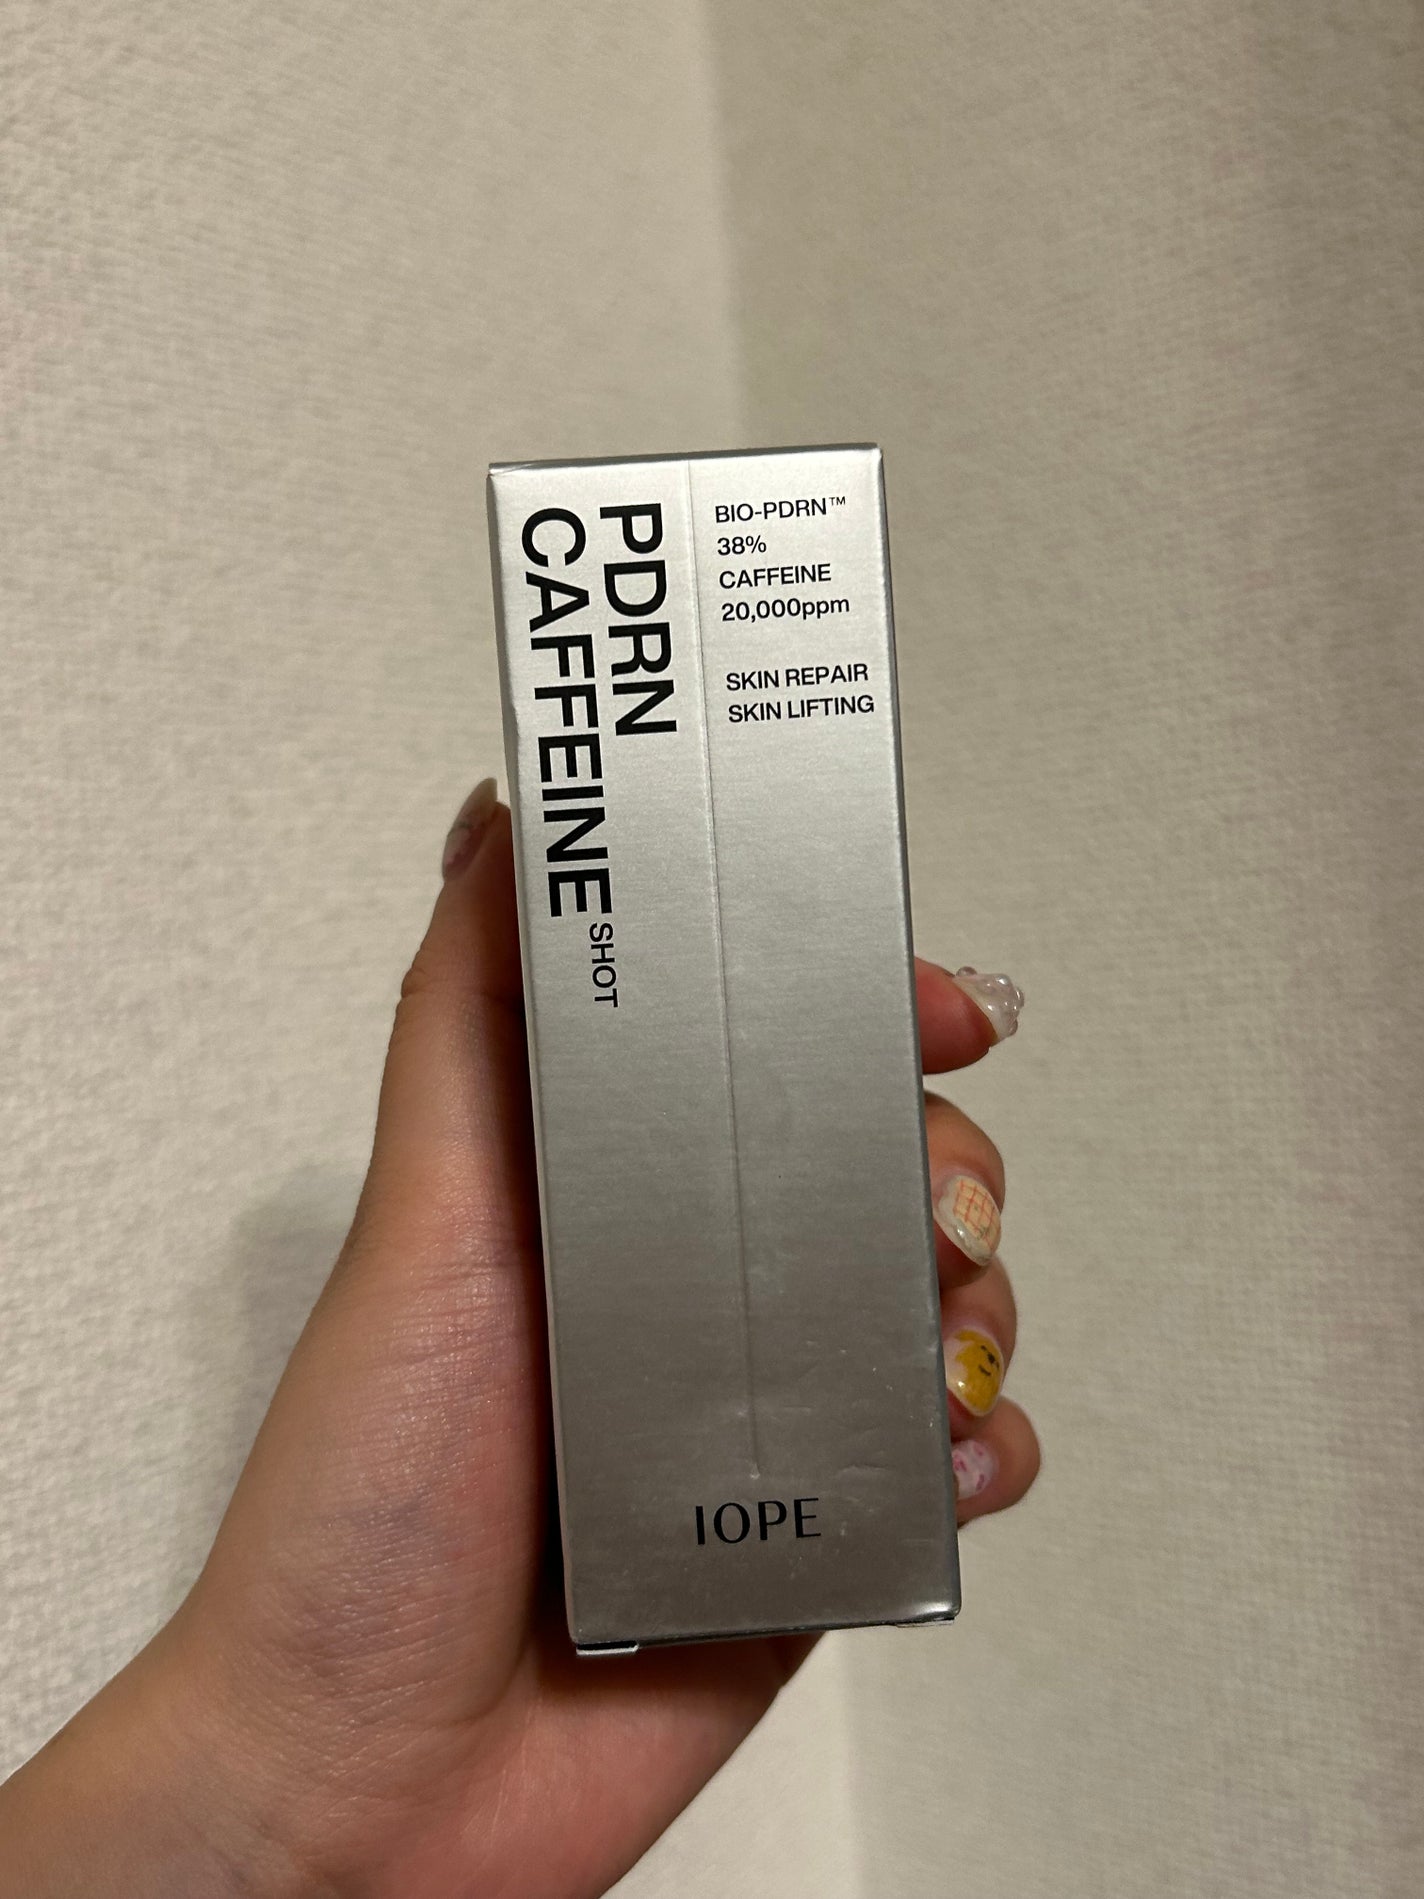 PDRN
CAFFEINE SHOT
BIO-PDRN™
38%
CAFFEINE
20,000ppm
SKIN REPAIR
SKIN LIFTING
IOPE